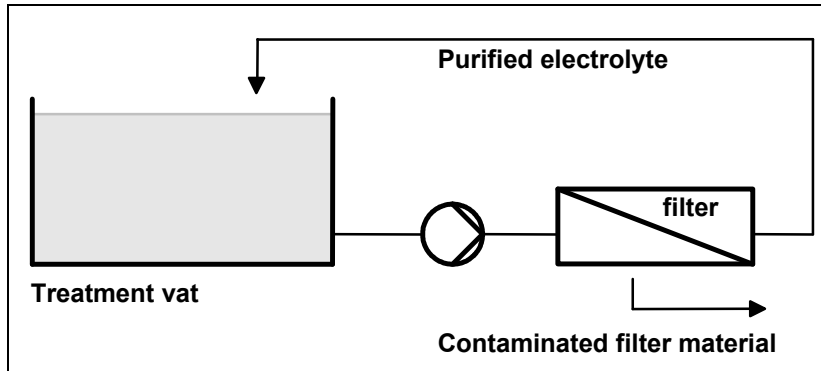 Purified electrolyte
filter
Treatment vat
Contaminated filter material